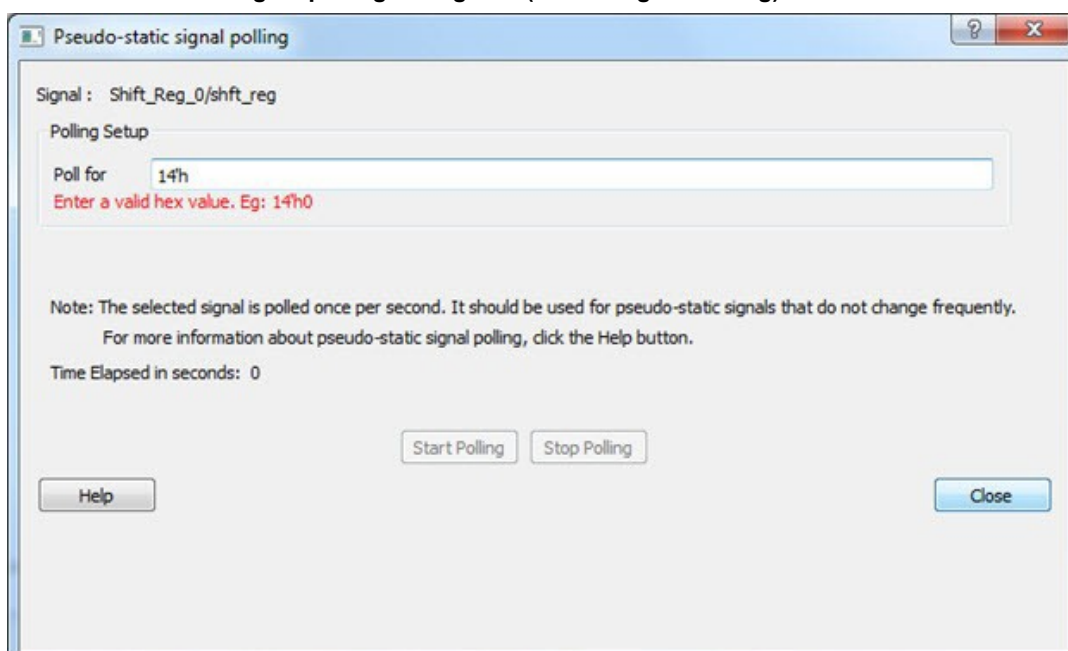 Pseudo-static signal polling
Signal : Shift_Reg_0/shft_reg
Polling Setup
Poll for 14'h
Enter a valid hex value. Eg: 14'h0
Note: The selected signal is polled once per second. It should be used for pseudo-static signals that do not change frequently.
For more information about pseudo-static signal polling, click the Help button.
Time Elapsed in seconds: 0
Start Polling Stop Polling
Help Close